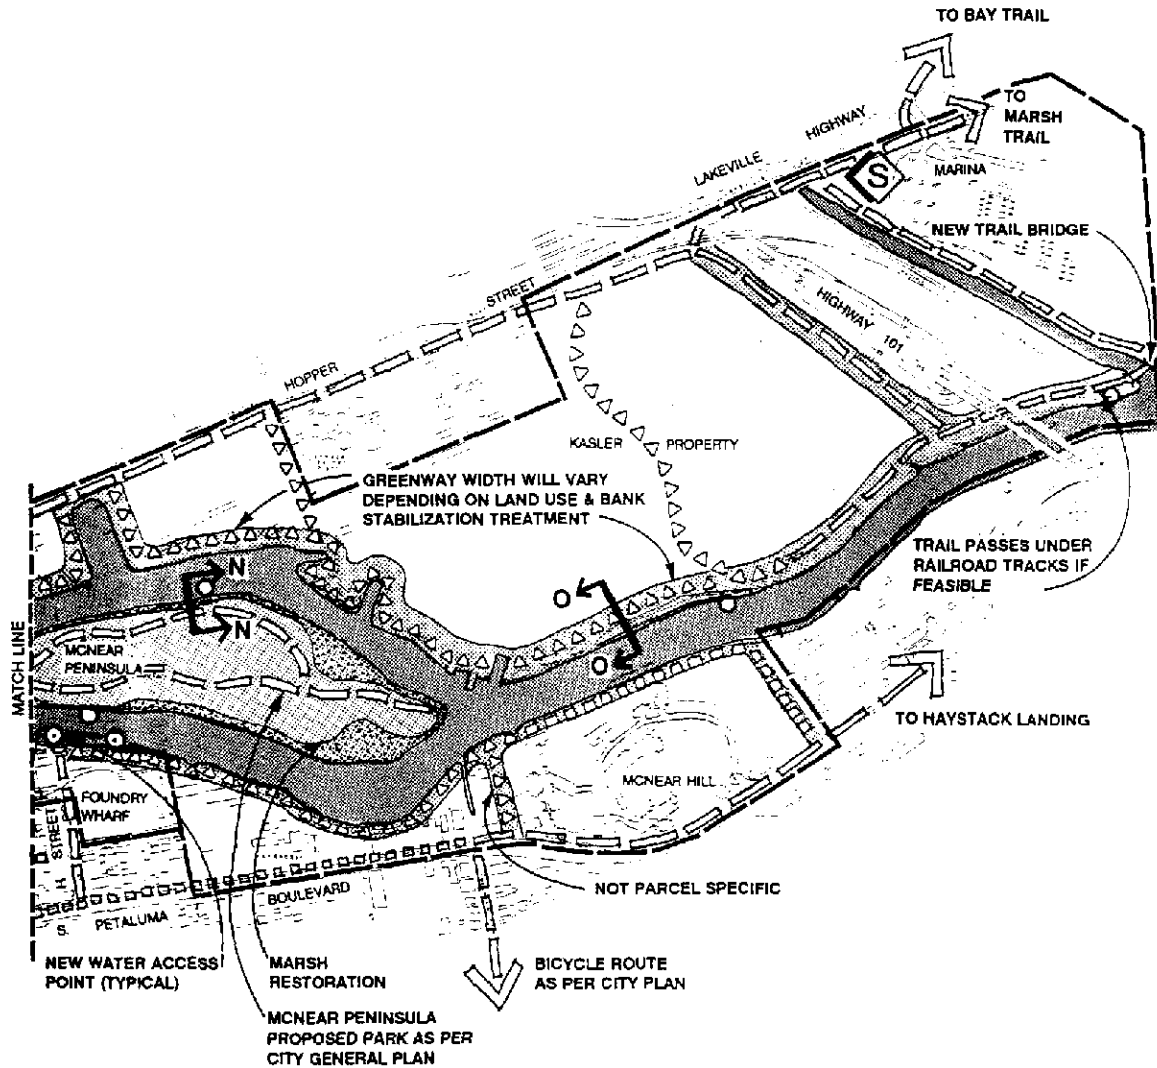 TO BAY TRAIL
TO
MARSH
TRAIL
HIGHWAY
LAKEVILLE
S
MARINA
NEW TRAIL BRIDGE
STREET
HIGHWAY
101
HOPPER
KASLER PROPERTY
GREENWAY WIDTH WILL VARY
DEPENDING ON LAND USE & BANK
STABILIZATION TREATMENT
TRAIL PASSES UNDER
RAILROAD TRACKS IF
FEASIBLE
N
N
O
O
MCNEAR
PENINSULA
MATCH LINE
TO HAYSTACK LANDING
MCNEAR HILL
FOUNDRY
WHARF
H STREET
NOT PARCEL SPECIFIC
BOULEVARD
S. PETALUMA
NEW WATER ACCESS
POINT (TYPICAL)
MARSH
RESTORATION
BICYCLE ROUTE
AS PER CITY PLAN
MCNEAR PENINSULA
PROPOSED PARK AS PER
CITY GENERAL PLAN